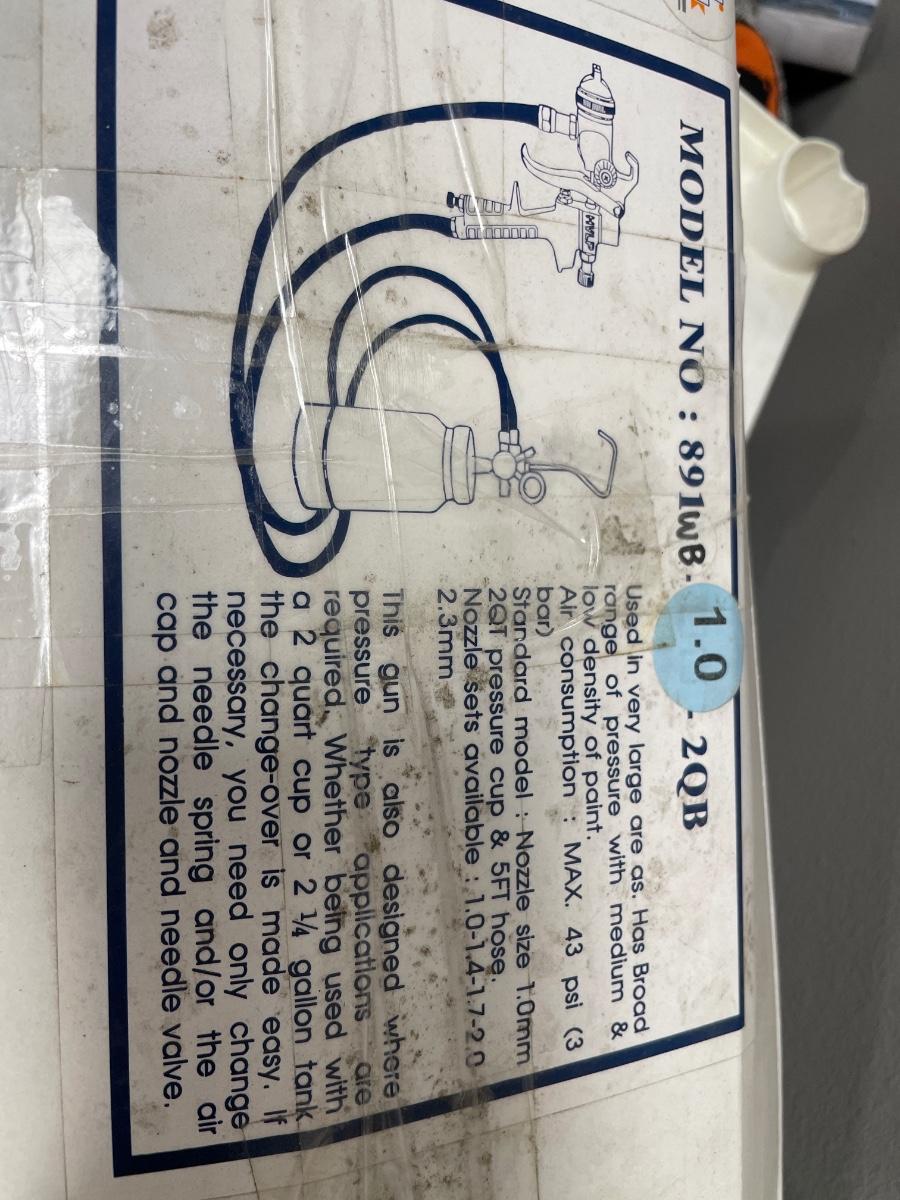 MODEL NO : 891WB- 1.0 - 2QB
Used in very large are as. Has Broad
range of pressure with medium &
low density of paint.
Air consumption : MAX. 43 psi (3
bar)
Standard model : Nozzle size 1.0mm
2QT pressure cup & 5FT hose.
Nozzle sets available : 1.0-1.4-1.7-2.0
2.3mm
This gun is also designed where
pressure type applications are
required. Whether being used with
a 2 quart cup or 2 ¼ gallon tank
the change-over is made easy. If
necessary, you need only change
the needle spring and/or the air
cap and nozzle and needle valve.
HVLP